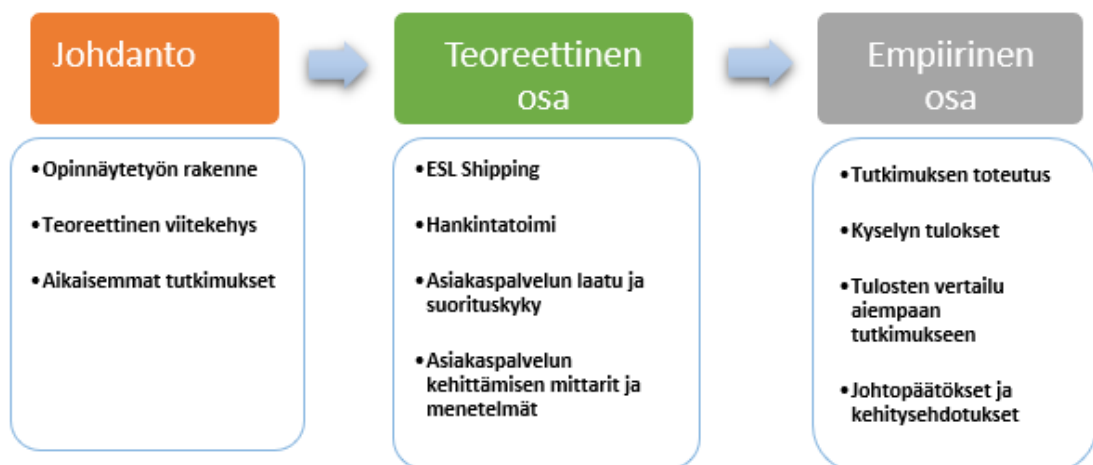 Johdanto
• Opinnäytetyön rakenne
• Teoreettinen viitekehys
• Aikaisemmat tutkimukset
Teoreettinen
osa
• ESL Shipping
• Hankintatoimi
• Asiakaspalvelun laatu ja
suorituskyky
• Asiakaspalvelun
kehittämisen mittarit ja
menetelmät
Empiirinen
osa
• Tutkimuksen toteutus
• Kyselyn tulokset
• Tulosten vertailu
aiempaan
tutkimukseen
• Johtopäätökset ja
kehitysehdotukset